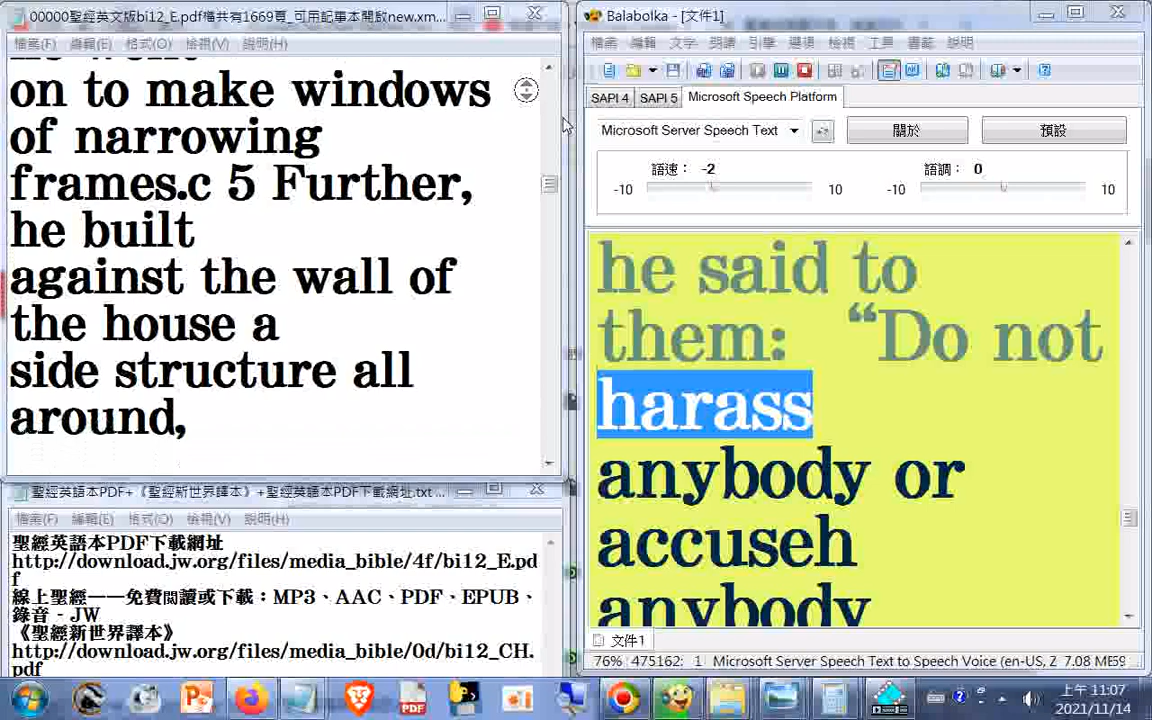 00000聖經英文版bi12_E.pdf檔共有1669頁_可用記事本開啟new.xm...
檔案(F) 編輯(E) 格式(O) 檢視(V) 說明(H)
on to make windows
of narrowing
frames.c 5 Further,
he built
against the wall of
the house a
side structure all
around,
聖經英語本PDF+《聖經新世界譯本》+聖經英語本PDF下載網址.txt ...
檔案(F) 編輯(E) 格式(O) 檢視(V) 說明(H)
聖經英語本PDF下載網址
http://download.jw.org/files/media_bible/4f/bi12_E.pd
f
線上聖經——免費閱讀或下載：MP3、AAC、PDF、EPUB、
錄音 - JW
《聖經新世界譯本》
http://download.jw.org/files/media_bible/0d/bi12_CH.
pdf
Balabolka - [文件1]
檔案 編輯 文字 朗讀 引擎 選項 檢視 工具 書籤 說明
SAPI 4 SAPI 5 Microsoft Speech Platform
Microsoft Server Speech Text 關於 預設
語速： -2 語調： 0
-10 10 -10 10
he said to
them: “Do not
harass
anybody or
accuseh
anybody
文件1
76% 475162: 1 Microsoft Server Speech Text to Speech Voice (en-US, Z 7.08 ME59
上午 11:07
2021/11/14